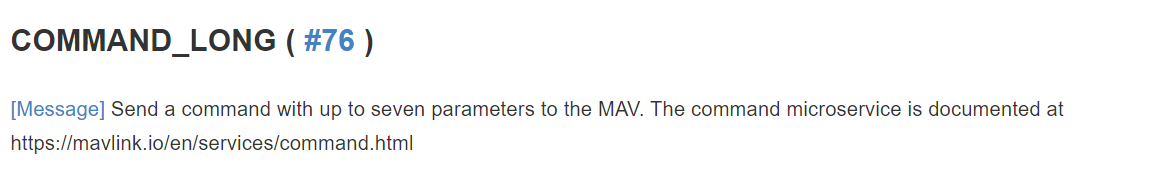 COMMAND_LONG ( #76 )
[Message] Send a command with up to seven parameters to the MAV. The command microservice is documented at
https://mavlink.io/en/services/command.html